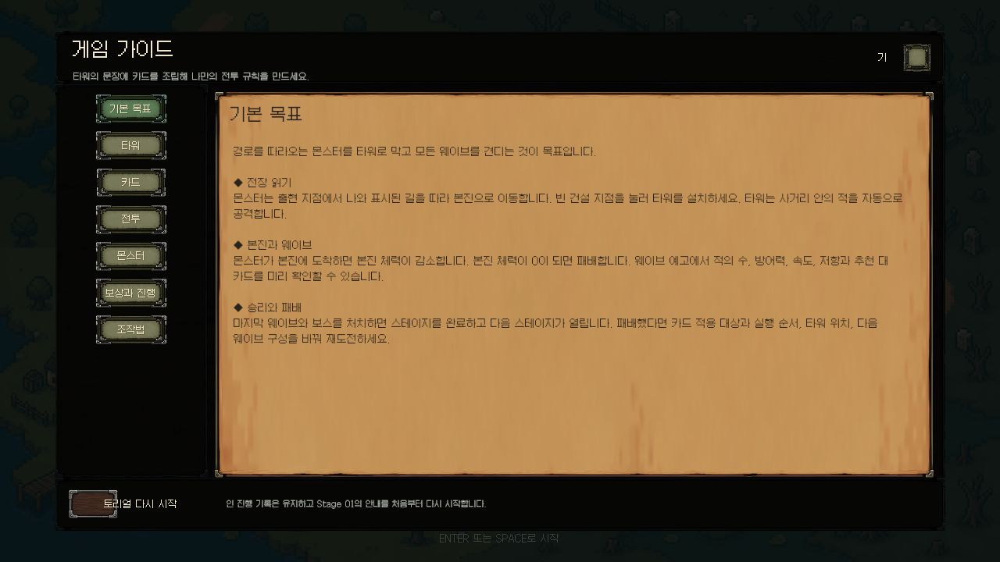 게임 가이드
기
타워의 문장에 카드를 조립해 나만의 전투 규칙을 만드세요.
기본 목표
타워
카드
전투
몬스터
보상과 진행
조작법
기본 목표
경로를 따라오는 몬스터를 타워로 막고 모든 웨이브를 견디는 것이 목표입니다.
◆ 전장 읽기
몬스터는 출현 지점에서 나와 표시된 길을 따라 본진으로 이동합니다. 빈 건설 지점을 눌러 타워를 설치하세요. 타워는 사거리 안의 적을 자동으로
공격합니다.
◆ 본진과 웨이브
몬스터가 본진에 도착하면 본진 체력이 감소합니다. 본진 체력이 0이 되면 패배합니다. 웨이브 예고에서 적의 수, 방어력, 속도, 저항과 추천 대
카드를 미리 확인할 수 있습니다.
◆ 승리와 패배
마지막 웨이브와 보스를 처치하면 스테이지를 완료하고 다음 스테이지가 열립니다. 패배했다면 카드 적용 대상과 실행 순서, 타워 위치, 다음
웨이브 구성을 바꿔 재도전하세요.
토리얼 다시 시작
인 진행 기록은 유지하고 Stage 01의 안내를 처음부터 다시 시작합니다.
ENTER 또는 SPACE로 시작